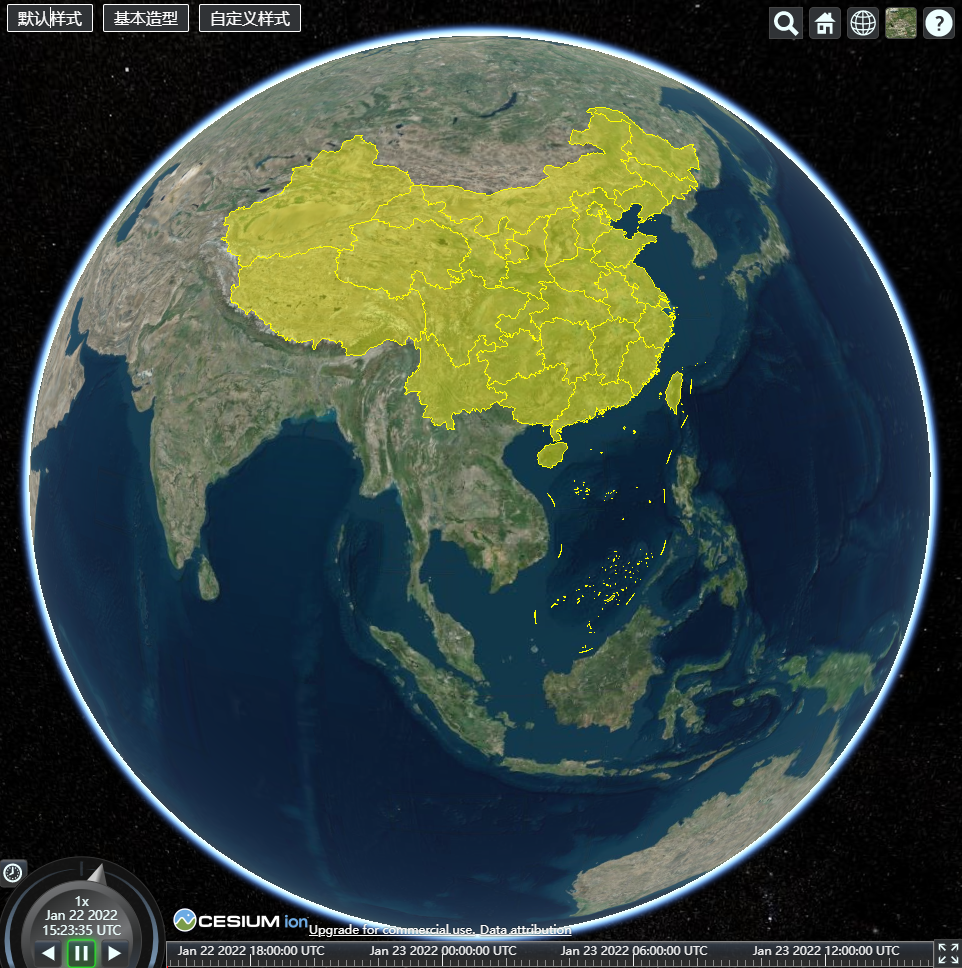 默认样式
基本造型
自定义样式
?
1x
Jan 22 2022
15:23:35 UTC
CESIUM ion
Upgrade for commercial use. Data attribution
Jan 22 2022 18:00:00 UTC
Jan 23 2022 00:00:00 UTC
Jan 23 2022 06:00:00 UTC
Jan 23 2022 12:00:00 UTC